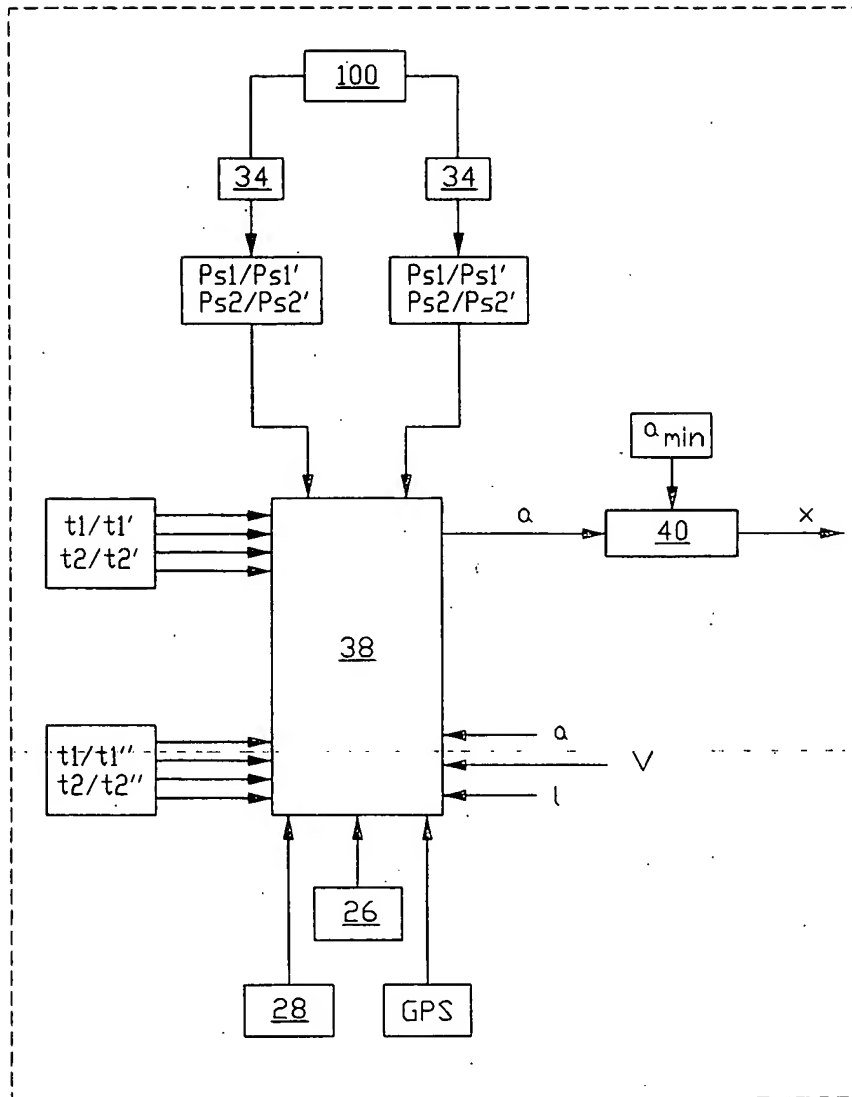 100
34 34
Ps1/Ps1' Ps1/Ps1'
Ps2/Ps2' Ps2/Ps2'
a min
t1/t1' a 40 x
t2/t2'
38
a
t1/t1" V
t2/t2" l
26
28 GPS